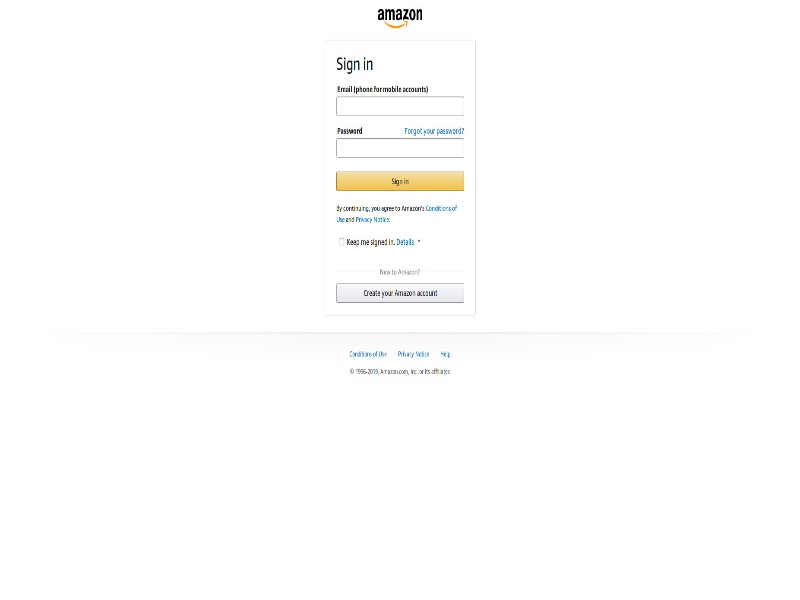 amazon
Sign in
Email (phone for mobile accounts)
Password Forgot your password?
Sign in
By continuing, you agree to Amazon's Conditions of
Use and Privacy Notice.
Keep me signed in. Details
New to Amazon?
Create your Amazon account
Conditions of Use Privacy Notice Help
© 1996-2019, Amazon.com, Inc. or its affiliates